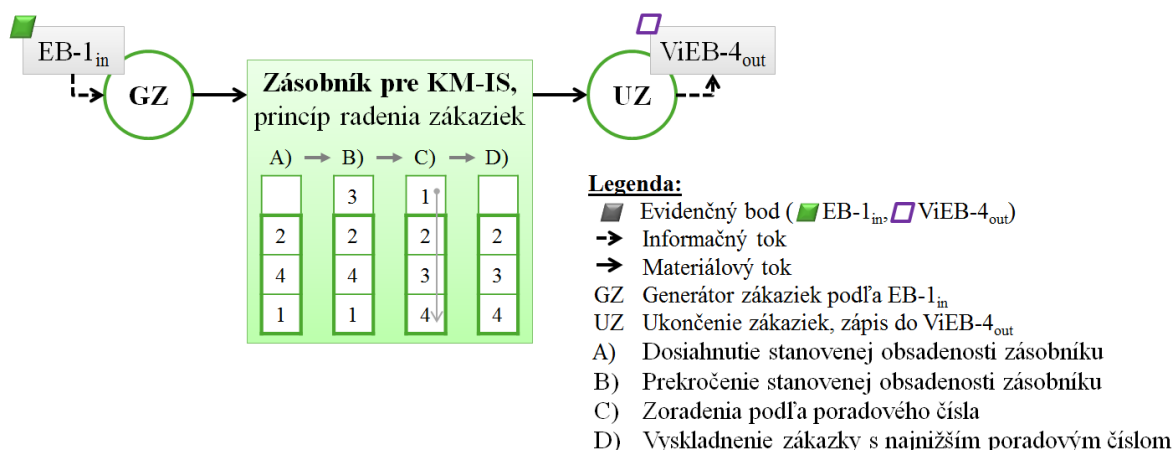 EB-1in
GZ
Zásobník pre KM-IS,
princíp radenia zákaziek
A) B) C) D)
3 1
2 2 2 2
4 4 3 3
1 1 4 4
UZ
ViEB-4out
Legenda:
Evidenčný bod ( EB-1in, ViEB-4out)
Informačný tok
Materiálový tok
GZ Generátor zákaziek podľa EB-1in
UZ Ukončenie zákaziek, zápis do ViEB-4out
A) Dosiahnutie stanovenej obsadenosti zásobníku
B) Prekročenie stanovenej obsadenosti zásobníku
C) Zoradenia podľa poradového čísla
D) Vyskladnenie zákazky s najnižším poradovým číslom